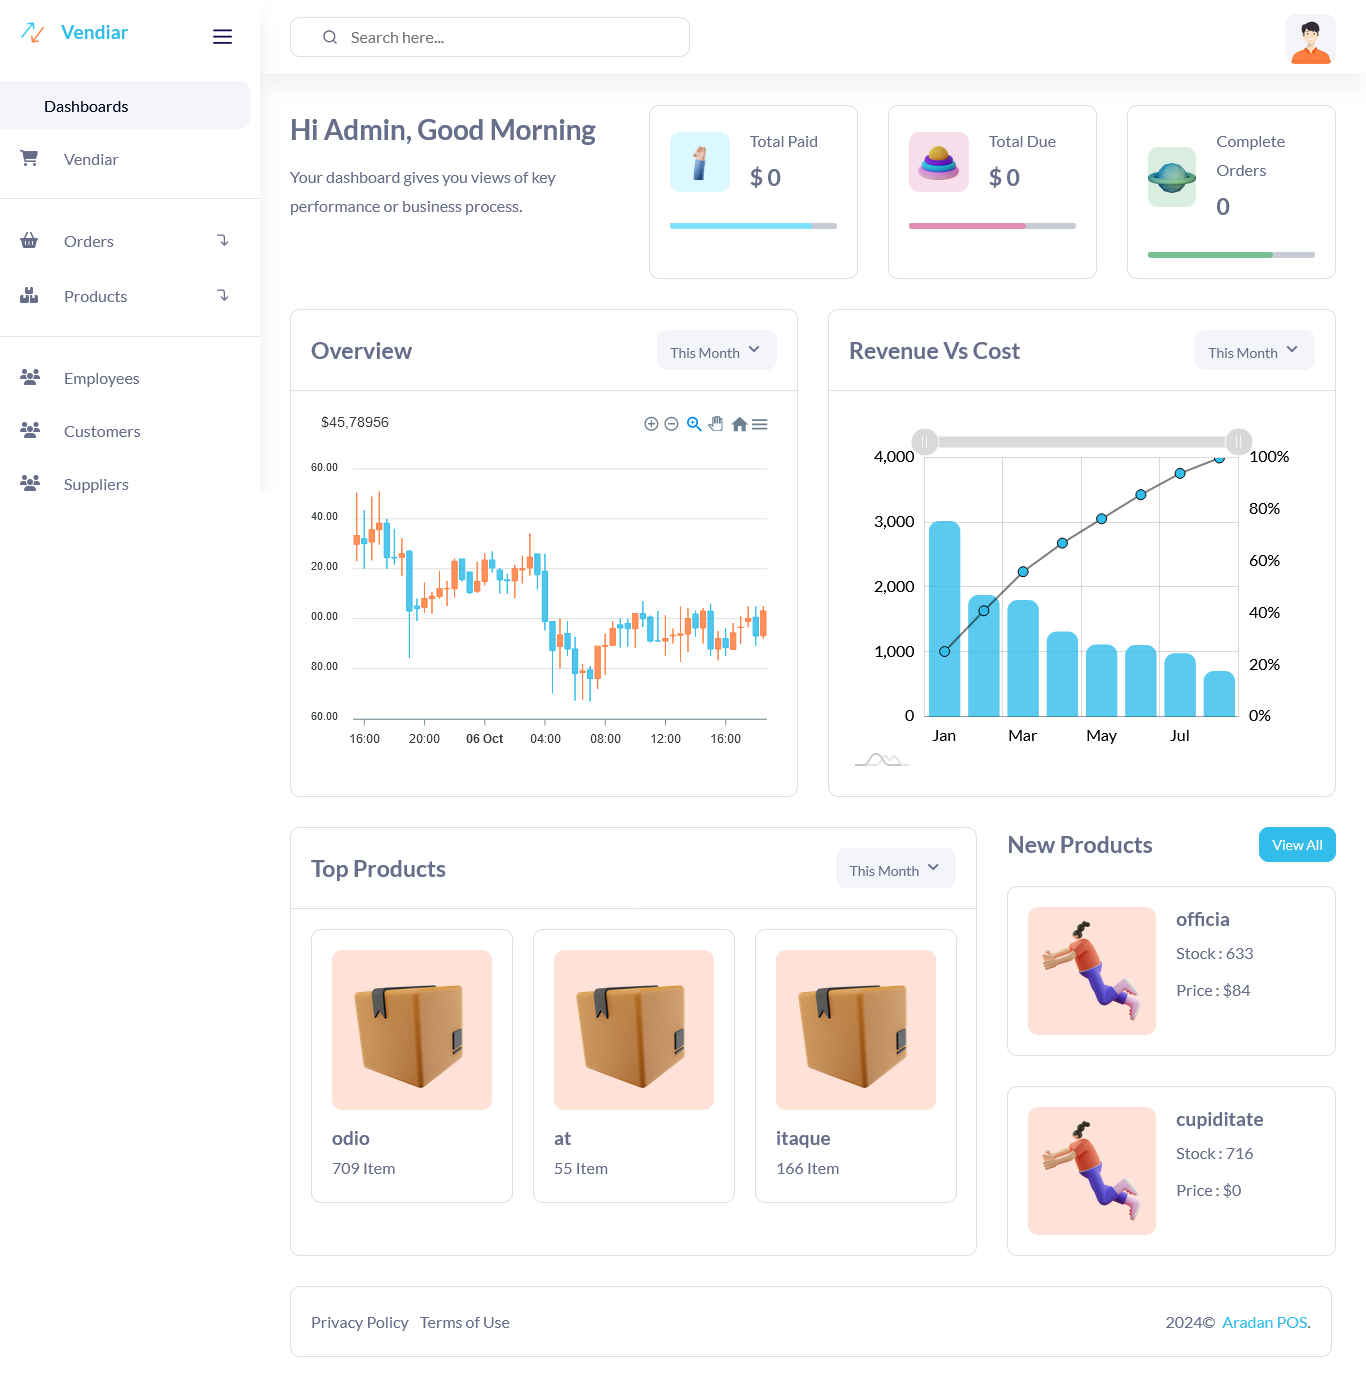 Vendiar
Search here...
Dashboards
Vendiar
Orders
Products
Employees
Customers
Suppliers
Hi Admin, Good Morning
Your dashboard gives you views of key
performance or business process.
Total Paid
$ 0
Total Due
$ 0
Complete
Orders
0
Overview
This Month
$45,78956
60.00
40.00
20.00
00.00
80.00
60.00
16:00 20:00 06 Oct 04:00 08:00 12:00 16:00
Revenue Vs Cost
This Month
4,000 100%
80%
3,000
60%
2,000
40%
1,000
20%
0 0%
Jan Mar May Jul
Top Products
This Month
odio
709 Item
at
55 Item
itaque
166 Item
New Products
View All
officia
Stock : 633
Price : $84
cupiditate
Stock : 716
Price : $0
Privacy Policy Terms of Use
2024© Aradan POS.